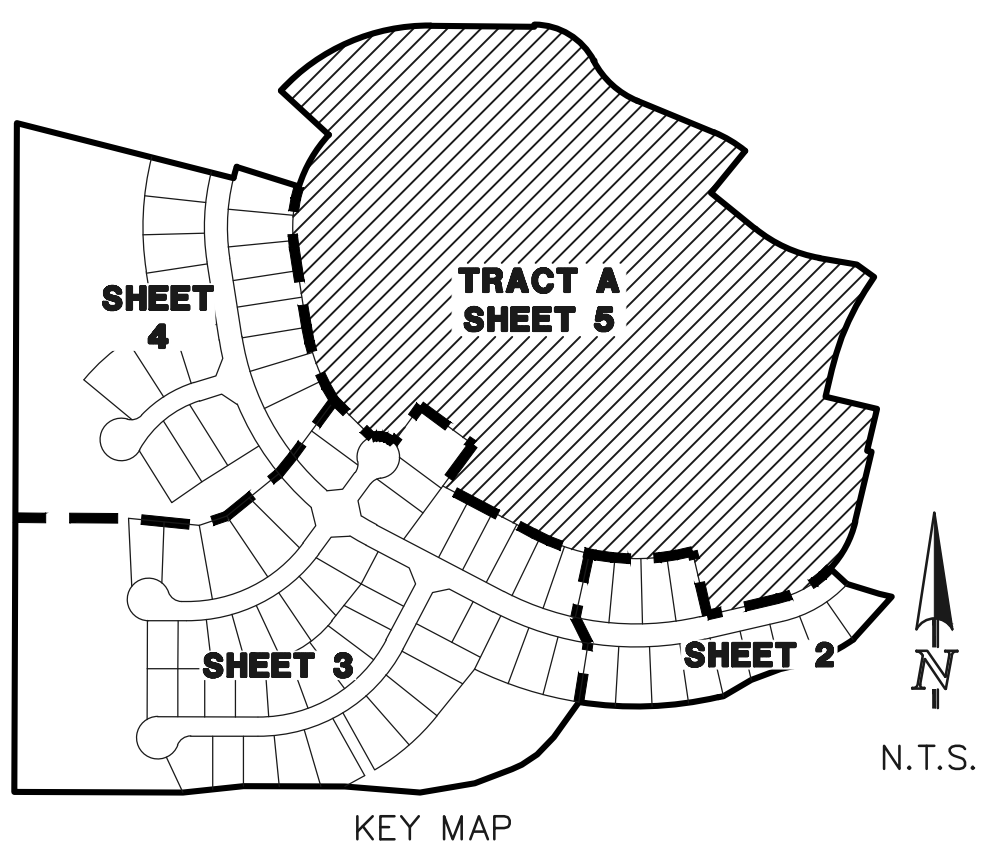 TRACT A
SHEET 5
SHEET
4
SHEET 3
SHEET 2
N
N.T.S.
KEY MAP